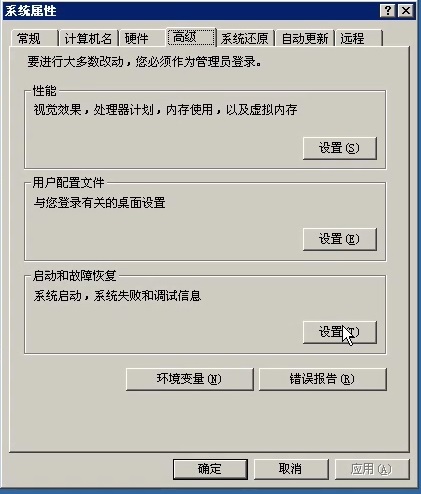 系统属性
常规 计算机名 硬件 高级 系统还原 自动更新 远程
要进行大多数改动，您必须作为管理员登录。
性能
视觉效果，处理器计划，内存使用，以及虚拟内存
设置(S)
用户配置文件
与您登录有关的桌面设置
设置(E)
启动和故障恢复
系统启动，系统失败和调试信息
设置(T)
环境变量(N) 错误报告(R)
确定 取消 应用(A)